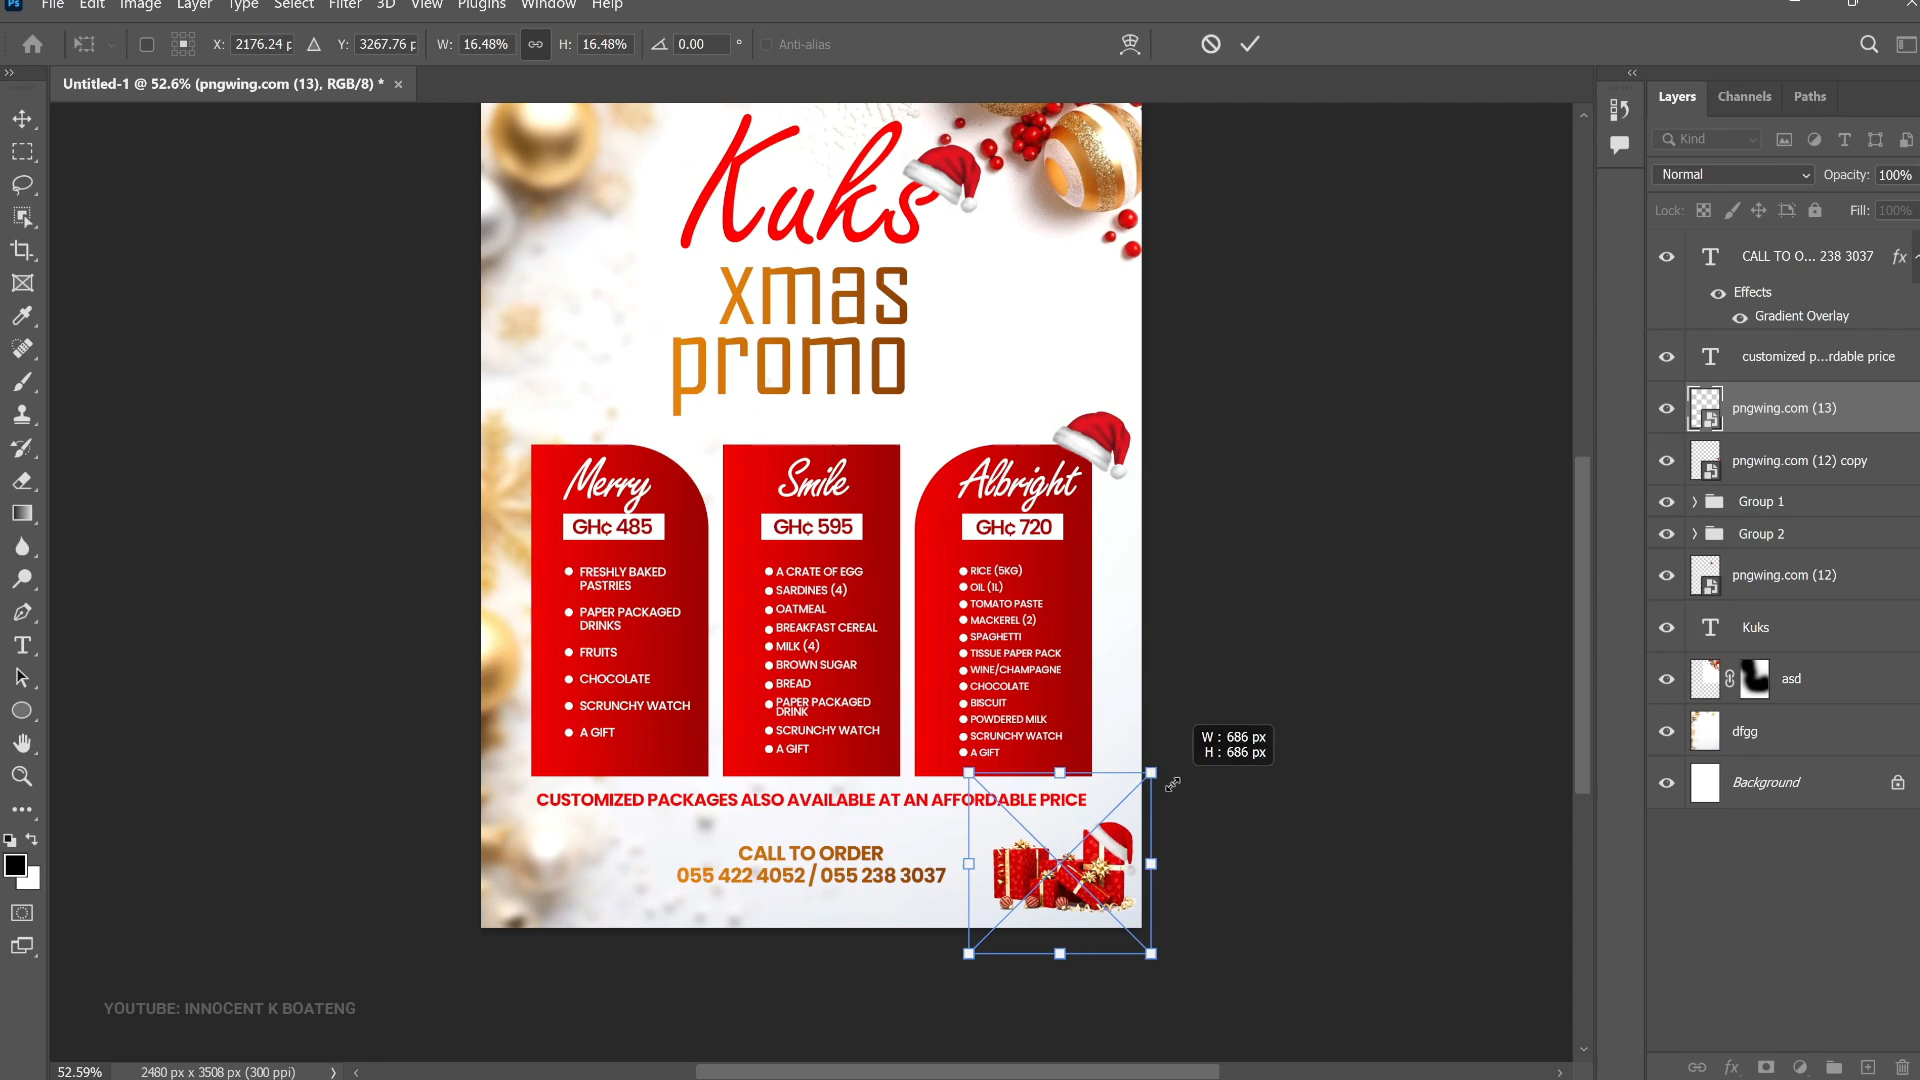 Ps File Edit Image Layer Type Select Filter 3D View Plugins Window Help
X: 2176.24 p Y: 3267.76 p W: 16.48% H: 16.48% 0.00 ° Anti-alias
Untitled-1 @ 52.6% (pngwing.com (13), RGB/8) * ×
Kuks
xmas
promo
Merry
GH¢ 485
FRESHLY BAKED
PASTRIES
PAPER PACKAGED
DRINKS
FRUITS
CHOCOLATE
SCRUNCHY WATCH
A GIFT
Smile
GH¢ 595
A CRATE OF EGG
SARDINES (4)
OATMEAL
BREAKFAST CEREAL
MILK (4)
BROWN SUGAR
BREAD
PAPER PACKAGED
DRINK
SCRUNCHY WATCH
A GIFT
Albright
GH¢ 720
RICE (5KG)
OIL (1L)
TOMATO PASTE
MACKEREL (2)
SPAGHETTI
TISSUE PAPER PACK
WINE/CHAMPAGNE
CHOCOLATE
BISCUIT
POWDERED MILK
SCRUNCHY WATCH
A GIFT
CUSTOMIZED PACKAGES ALSO AVAILABLE AT AN AFFORDABLE PRICE
CALL TO ORDER
055 422 4052 / 055 238 3037
W : 686 px
H : 686 px
YOUTUBE: INNOCENT K BOATENG
52.59% 2480 px x 3508 px (300 ppi)
Layers Channels Paths
Kind
Normal Opacity: 100%
Lock: Fill: 100%
CALL TO O... 238 3037 fx
Effects
Gradient Overlay
customized p...rdable price
pngwing.com (13)
pngwing.com (12) copy
Group 1
Group 2
pngwing.com (12)
Kuks
asd
dfgg
Background
fx